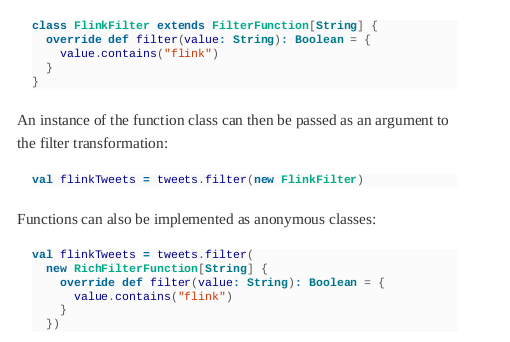 class FlinkFilter extends FilterFunction[String] {
  override def filter(value: String): Boolean = {
    value.contains("flink")
  }
}
An instance of the function class can then be passed as an argument to
the filter transformation:
val flinkTweets = tweets.filter(new FlinkFilter)
Functions can also be implemented as anonymous classes:
val flinkTweets = tweets.filter(
  new RichFilterFunction[String] {
    override def filter(value: String): Boolean = {
      value.contains("flink")
    }
  })